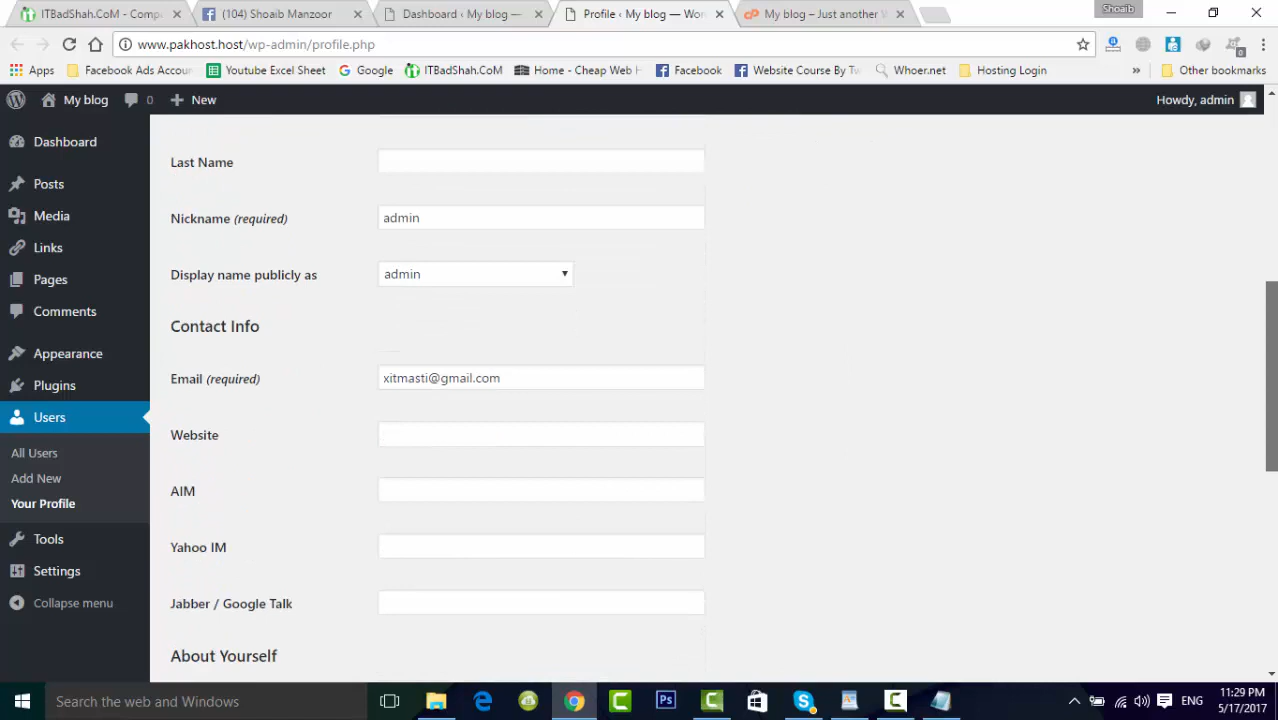 ITBadShah.CoM - Comp
(104) Shoaib Manzoor
Dashboard ‹ My blog —
Profile ‹ My blog — Wor
My blog – Just another W
Shoaib
www.pakhost.host/wp-admin/profile.php
Apps
Facebook Ads Accoun
Youtube Excel Sheet
Google
ITBadShah.CoM
Home - Cheap Web H
Facebook
Website Course By Tw
Whoer.net
Hosting Login
»
Other bookmarks
My blog
0
New
Howdy, admin
Dashboard
Posts
Media
Links
Pages
Comments
Appearance
Plugins
Users
All Users
Add New
Your Profile
Tools
Settings
Collapse menu
Last Name
Nickname (required)
admin
Display name publicly as
admin
Contact Info
Email (required)
xitmasti@gmail.com
Website
AIM
Yahoo IM
Jabber / Google Talk
About Yourself
Search the web and Windows
Ps
ENG
11:29 PM
5/17/2017